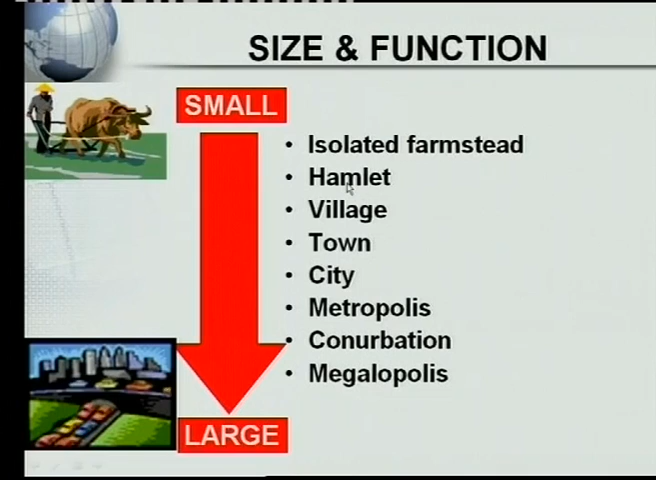 SIZE & FUNCTION
SMALL
• Isolated farmstead
• Hamlet
• Village
• Town
• City
• Metropolis
• Conurbation
• Megalopolis
LARGE